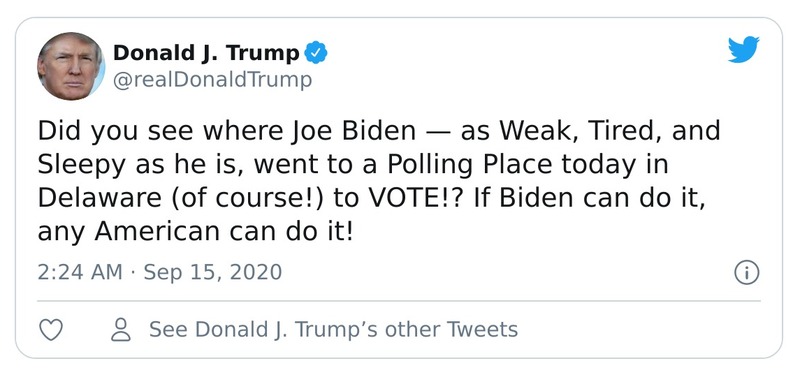 Donald J. Trump
@realDonaldTrump
Did you see where Joe Biden — as Weak, Tired, and
Sleepy as he is, went to a Polling Place today in
Delaware (of course!) to VOTE!? If Biden can do it,
any American can do it!
2:24 AM · Sep 15, 2020
See Donald J. Trump’s other Tweets